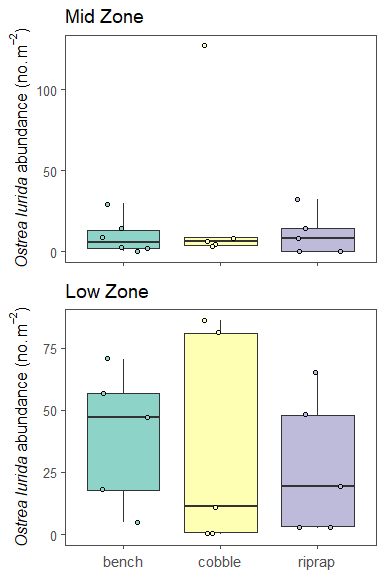 Mid Zone
Ostrea lurida abundance (no. m⁻²)
100
50
0
Low Zone
Ostrea lurida abundance (no. m⁻²)
75
50
25
0
bench cobble riprap